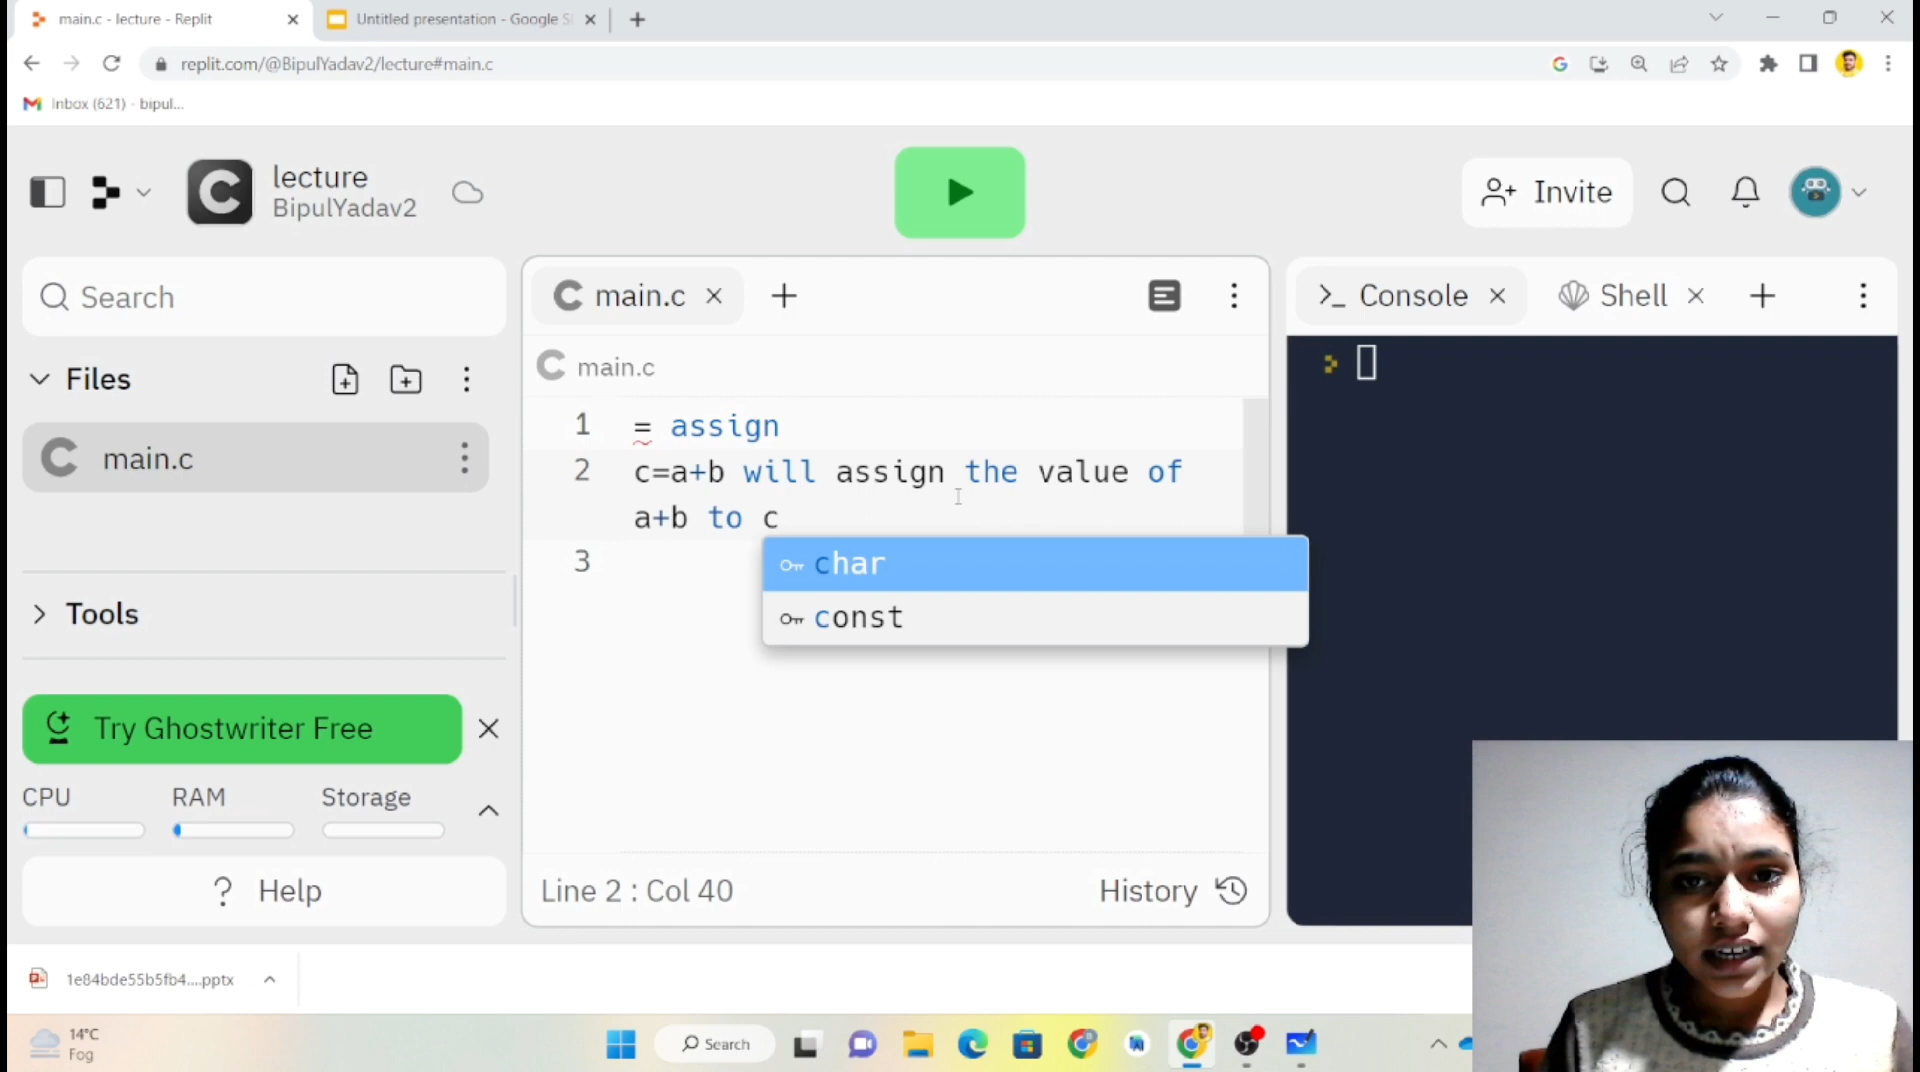 main.c - lecture - Replit
Untitled presentation - Google Sl
replit.com/@BipulYadav2/lecture#main.c
Inbox (621) - bipul...
lecture
BipulYadav2
Invite
Search
main.c
Console
Shell
Files
main.c
main.c
1 = assign
2 c=a+b will assign the value of
a+b to c
3
char
const
Tools
Try Ghostwriter Free
CPU RAM Storage
Help
Line 2 : Col 40
History
1e84bde55b5fb4....pptx
14°C
Fog
Search